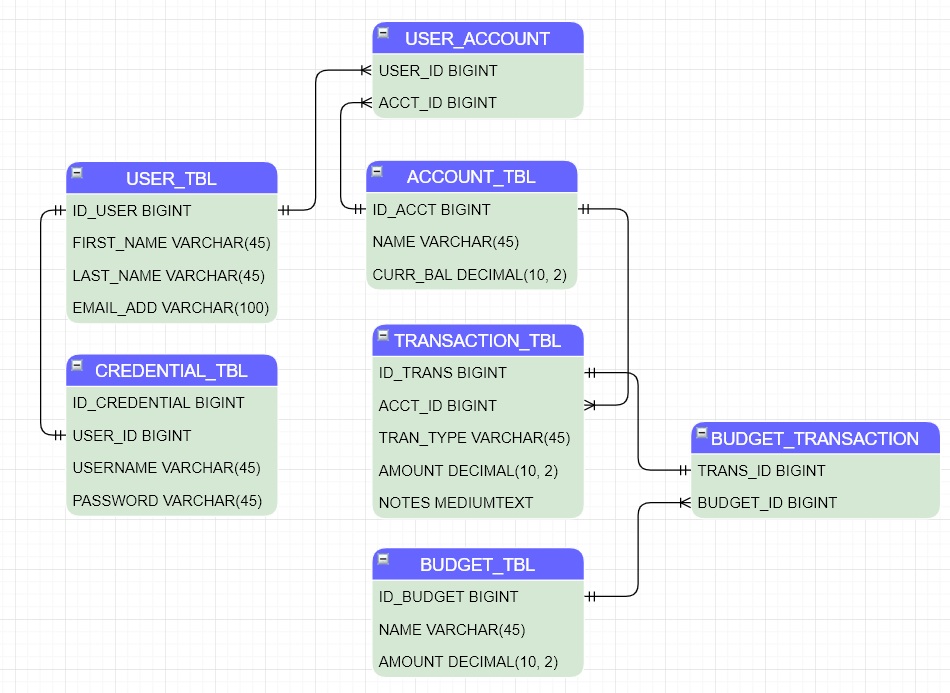 USER_ACCOUNT
USER_ID BIGINT
ACCT_ID BIGINT
USER_TBL
ID_USER BIGINT
FIRST_NAME VARCHAR(45)
LAST_NAME VARCHAR(45)
EMAIL_ADD VARCHAR(100)
ACCOUNT_TBL
ID_ACCT BIGINT
NAME VARCHAR(45)
CURR_BAL DECIMAL(10, 2)
CREDENTIAL_TBL
ID_CREDENTIAL BIGINT
USER_ID BIGINT
USERNAME VARCHAR(45)
PASSWORD VARCHAR(45)
TRANSACTION_TBL
ID_TRANS BIGINT
ACCT_ID BIGINT
TRAN_TYPE VARCHAR(45)
AMOUNT DECIMAL(10, 2)
NOTES MEDIUMTEXT
BUDGET_TRANSACTION
TRANS_ID BIGINT
BUDGET_ID BIGINT
BUDGET_TBL
ID_BUDGET BIGINT
NAME VARCHAR(45)
AMOUNT DECIMAL(10, 2)